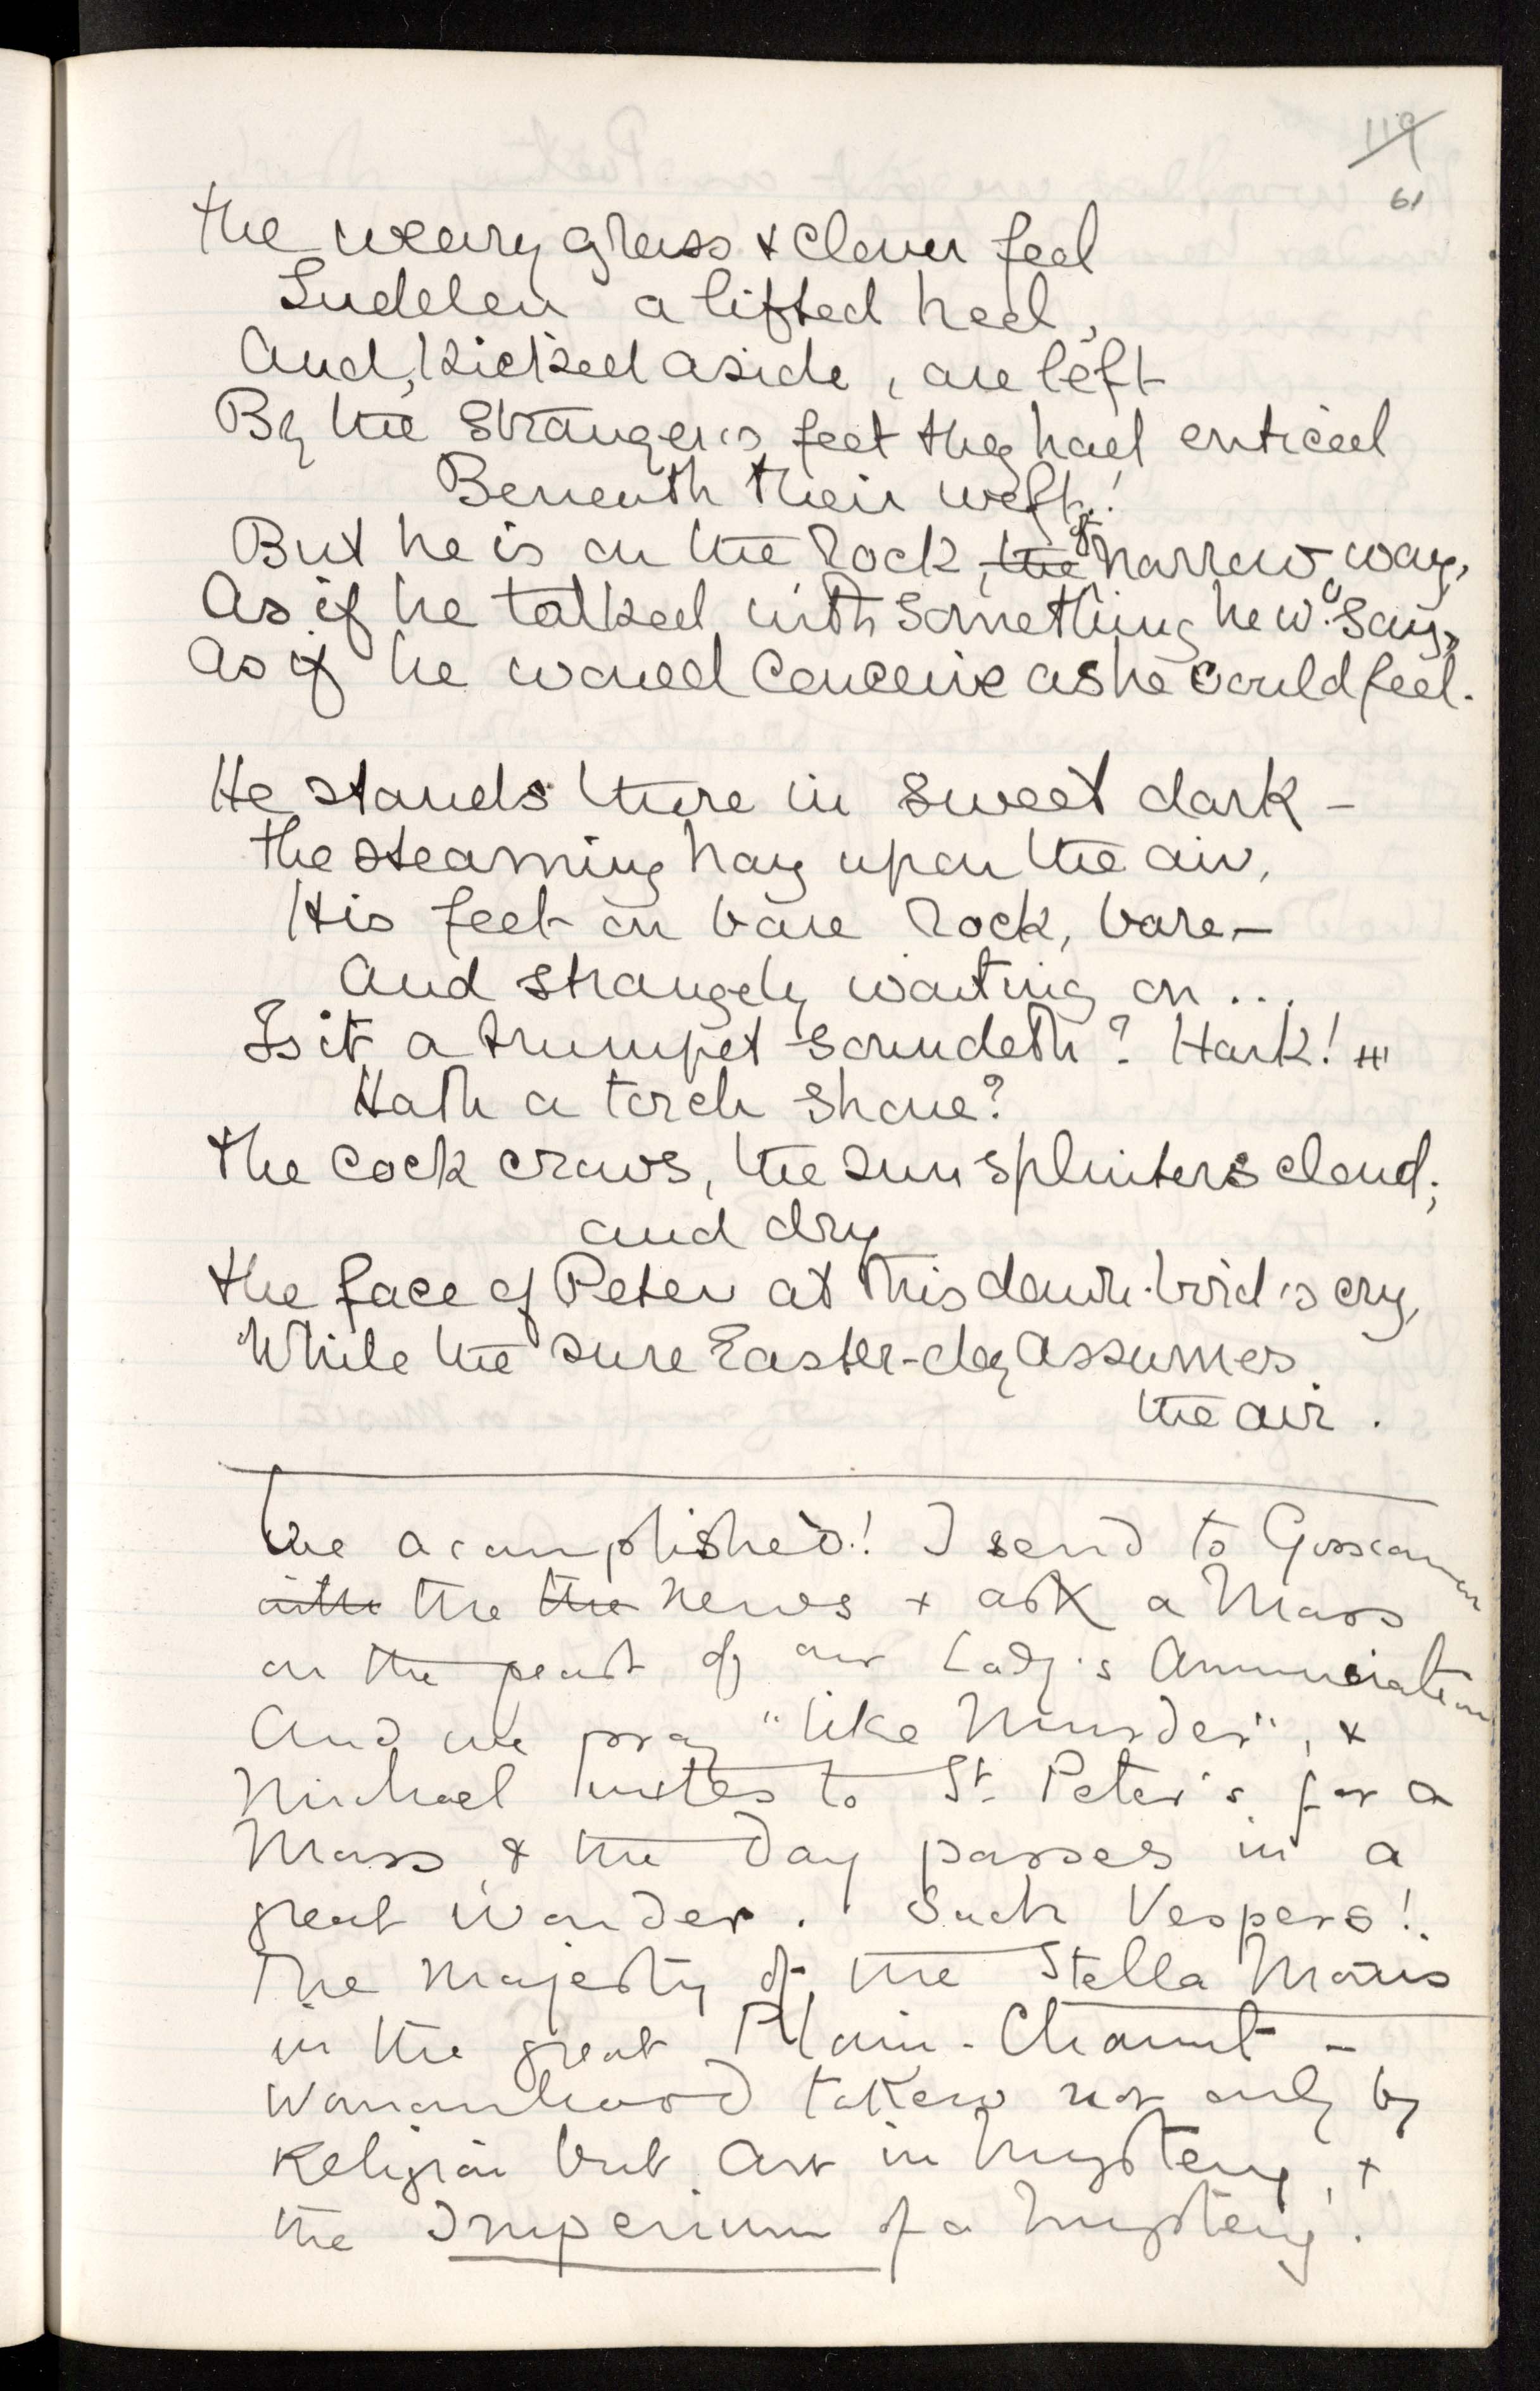 119
61
The weary grass & clover feel
Sudden a lifted heel,
And, kicked aside, are left
By the stranger's feet they had enticed
Beneath their weft!
But he is on the rock, the of narrow way,
As if he talked with something he wd. say,
As if he would conceive as he could feel.
He stands there in sweet dark –
The steaming hay upon the air,
His feet on bare rock, bare –
And strangely waiting on ...
Is it a trumpet soundeth? Hark!
Hath a torch shone?
The cock crows, the sun splinters cloud;
and dry
The face of Peter at this dawn-bird's cry,
While the sure Easter-day assumes
the air.
accomplished! I send to Gosscannon
with the the news & ask a Mass
on the feast of our Lady's Annunciation
And we pray "like Murder", &
Michael writes to St Peter's for a
Mass, & the day passes in a
great wonder. Such Vespers!
The majesty of the Stella Maris
in the great Plain-Chaunt –
Womanhood taken not only by
Religion but Art in mystery, &
the Imperium of a mystery.